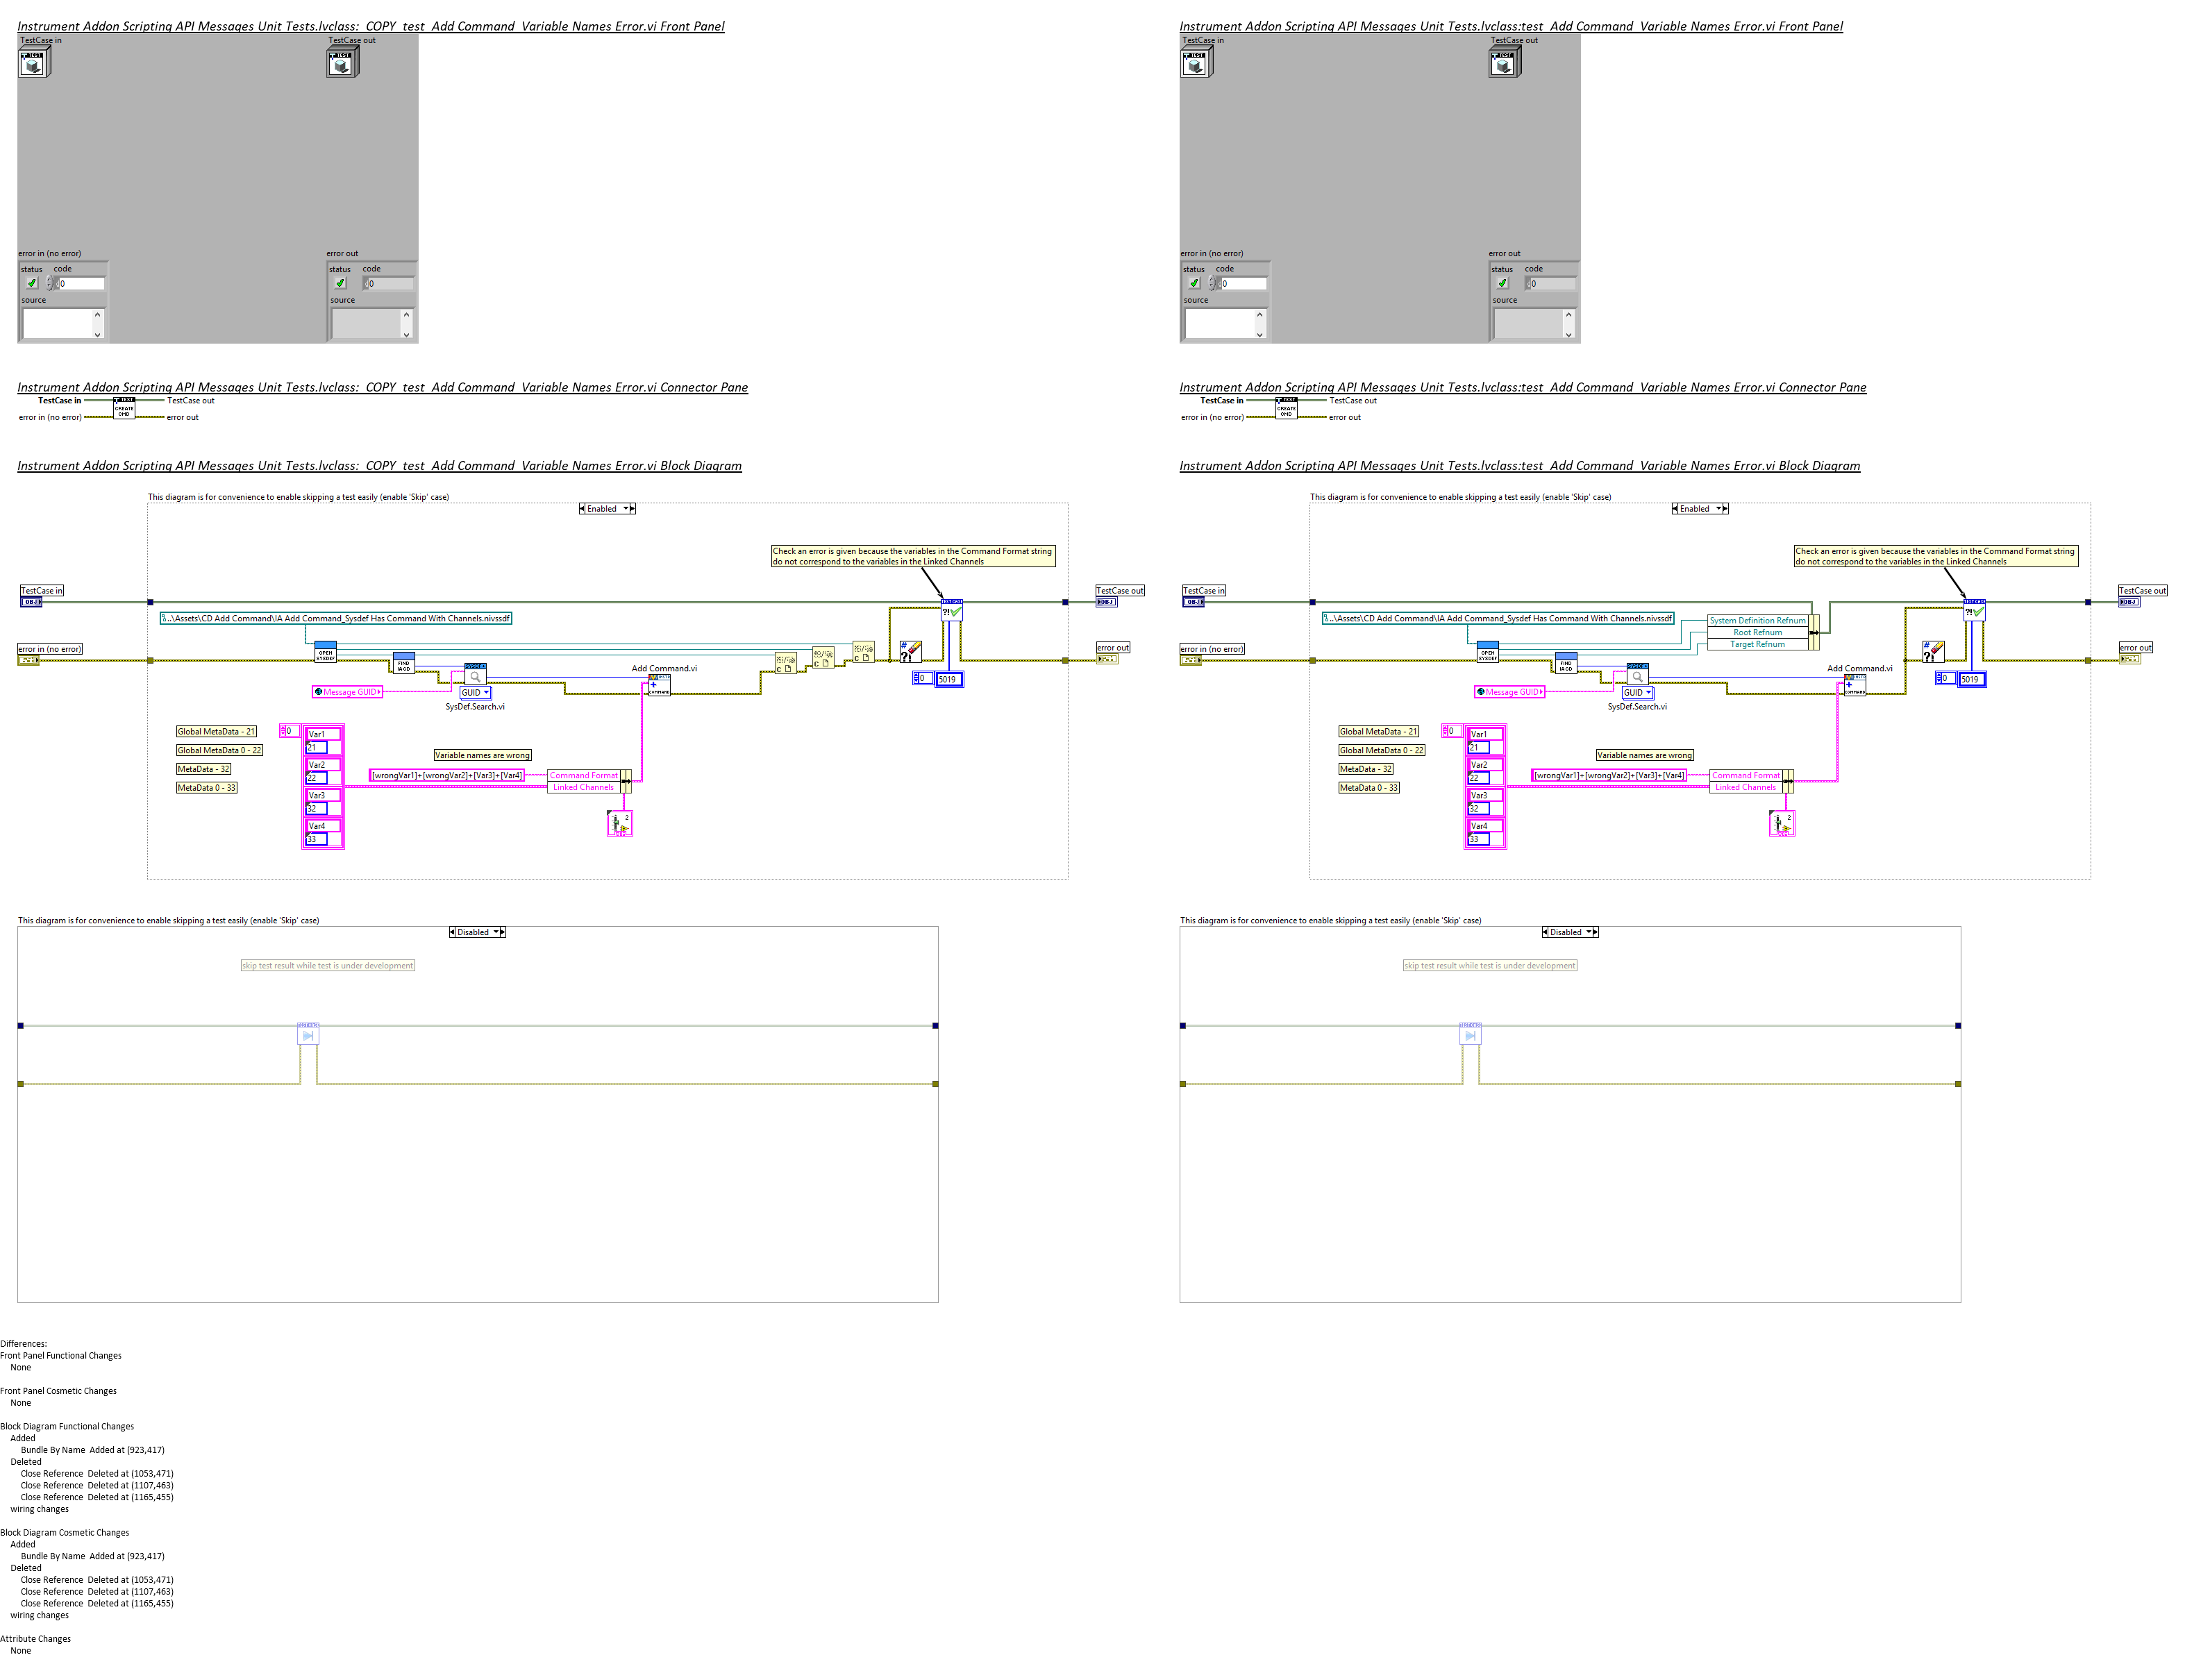 Instrument Addon Scripting API Messages Unit Tests.lvclass:_COPY_test_Add Command_Variable Names Error.vi Front Panel
TestCase in
TestCase out
error in (no error)
status code
0
source
error out
status code
0
source
Instrument Addon Scripting API Messages Unit Tests.lvclass:_COPY_test_Add Command_Variable Names Error.vi Connector Pane
TestCase in TestCase out
error in (no error) error out
TEST
CREATE
CMD
Instrument Addon Scripting API Messages Unit Tests.lvclass:_COPY_test_Add Command_Variable Names Error.vi Block Diagram
This diagram is for convenience to enable skipping a test easily (enable 'Skip' case)
Enabled
Check an error is given because the variables in the Command Format string
do not correspond to the variables in the Linked Channels
TestCase in
OBJ
TestCase out
OBJ
..\Assets\CD Add Command\IA Add Command_Sysdef Has Command With Channels.nivssdf
error in (no error)
error out
OPEN
SYSDEF
FIND
IA CD
Add Command.vi
COMMAND
Message GUID
GUID
SysDef.Search.vi
0 5019
Global MetaData - 21
Global MetaData 0 - 22
MetaData - 32
MetaData 0 - 33
0
Var1
21
Var2
22
Var3
32
Var4
33
Variable names are wrong
[wrongVar1]+[wrongVar2]+[Var3]+[Var4]
Command Format
Linked Channels
2
This diagram is for convenience to enable skipping a test easily (enable 'Skip' case)
Disabled
skip test result while test is under development
Instrument Addon Scripting API Messages Unit Tests.lvclass:test_Add Command_Variable Names Error.vi Front Panel
TestCase in
TestCase out
error in (no error)
status code
0
source
error out
status code
0
source
Instrument Addon Scripting API Messages Unit Tests.lvclass:test_Add Command_Variable Names Error.vi Connector Pane
TestCase in TestCase out
error in (no error) error out
TEST
CREATE
CMD
Instrument Addon Scripting API Messages Unit Tests.lvclass:test_Add Command_Variable Names Error.vi Block Diagram
This diagram is for convenience to enable skipping a test easily (enable 'Skip' case)
Enabled
Check an error is given because the variables in the Command Format string
do not correspond to the variables in the Linked Channels
TestCase in
OBJ
TestCase out
OBJ
..\Assets\CD Add Command\IA Add Command_Sysdef Has Command With Channels.nivssdf
System Definition Refnum
Root Refnum
Target Refnum
error in (no error)
error out
OPEN
SYSDEF
FIND
IA CD
Add Command.vi
COMMAND
Message GUID
GUID
SysDef.Search.vi
0 5019
Global MetaData - 21
Global MetaData 0 - 22
MetaData - 32
MetaData 0 - 33
0
Var1
21
Var2
22
Var3
32
Var4
33
Variable names are wrong
[wrongVar1]+[wrongVar2]+[Var3]+[Var4]
Command Format
Linked Channels
2
This diagram is for convenience to enable skipping a test easily (enable 'Skip' case)
Disabled
skip test result while test is under development
Differences:
Front Panel Functional Changes
None
Front Panel Cosmetic Changes
None
Block Diagram Functional Changes
Added
Bundle By Name Added at (923,417)
Deleted
Close Reference Deleted at (1053,471)
Close Reference Deleted at (1107,463)
Close Reference Deleted at (1165,455)
wiring changes
Block Diagram Cosmetic Changes
Added
Bundle By Name Added at (923,417)
Deleted
Close Reference Deleted at (1053,471)
Close Reference Deleted at (1107,463)
Close Reference Deleted at (1165,455)
wiring changes
Attribute Changes
None